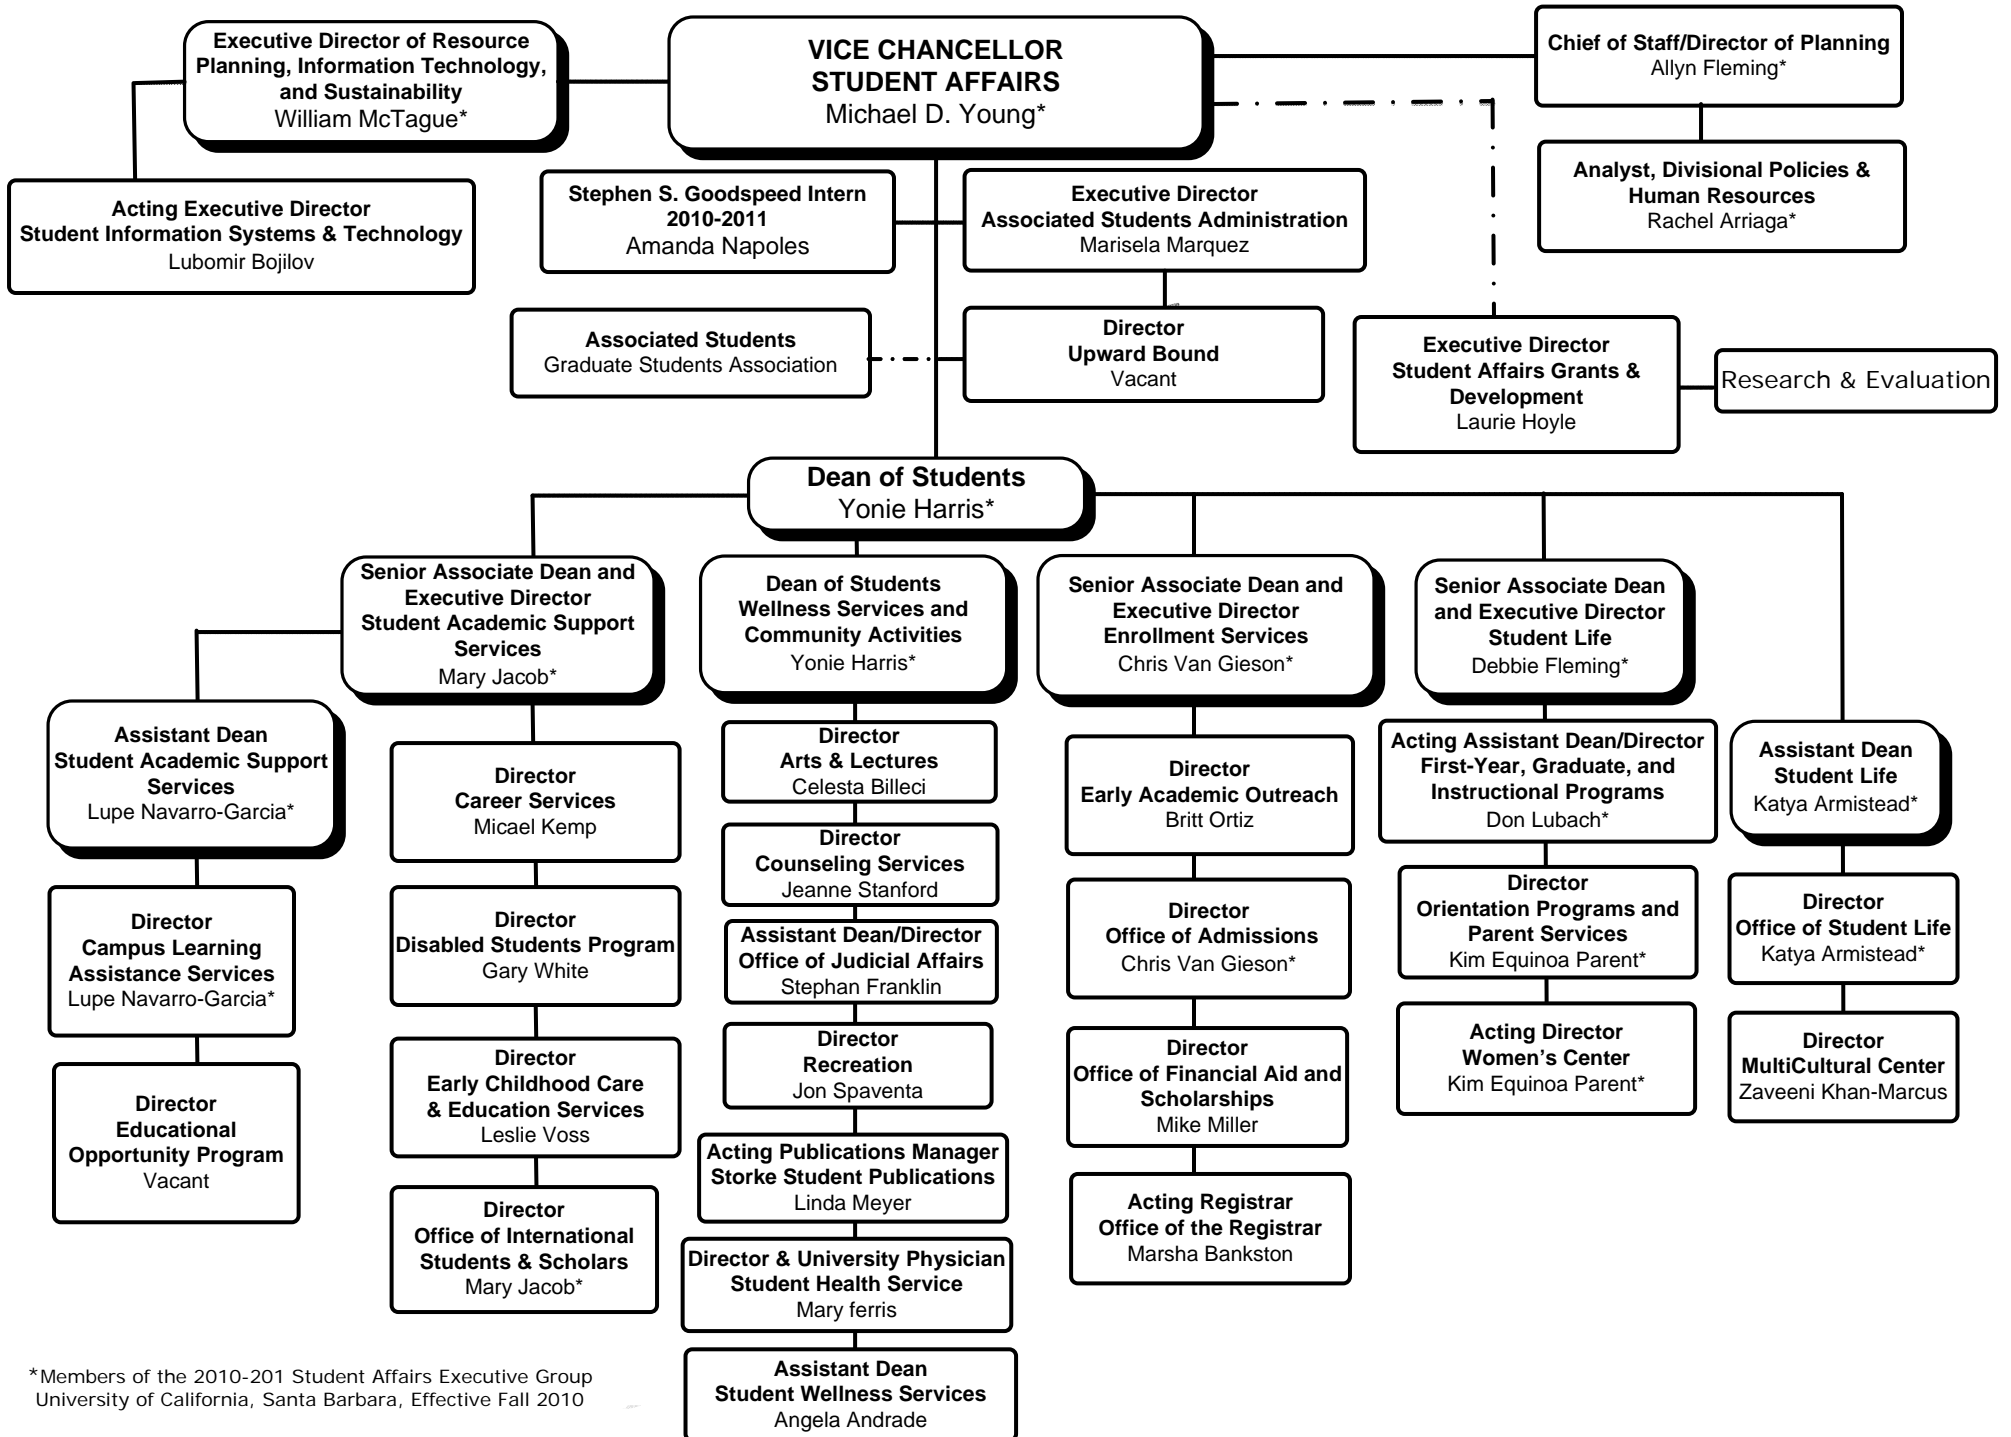 Executive Director of Resource
Planning, Information Technology,
and Sustainability
William McTague*
VICE CHANCELLOR
STUDENT AFFAIRS
Michael D. Young*
Chief of Staff/Director of Planning
Allyn Fleming*
Analyst, Divisional Policies &
Human Resources
Rachel Arriaga*
Acting Executive Director
Student Information Systems & Technology
Lubomir Bojilov
Stephen S. Goodspeed Intern
2010-2011
Amanda Napoles
Executive Director
Associated Students Administration
Marisela Marquez
Associated Students
Graduate Students Association
Director
Upward Bound
Vacant
Executive Director
Student Affairs Grants &
Development
Laurie Hoyle
Research & Evaluation
Dean of Students
Yonie Harris*
Senior Associate Dean and
Executive Director
Student Academic Support
Services
Mary Jacob*
Dean of Students
Wellness Services and
Community Activities
Yonie Harris*
Senior Associate Dean and
Executive Director
Enrollment Services
Chris Van Gieson*
Senior Associate Dean
and Executive Director
Student Life
Debbie Fleming*
Assistant Dean
Student Academic Support
Services
Lupe Navarro-Garcia*
Director
Campus Learning
Assistance Services
Lupe Navarro-Garcia*
Director
Educational
Opportunity Program
Vacant
Director
Career Services
Micael Kemp
Director
Disabled Students Program
Gary White
Director
Early Childhood Care
& Education Services
Leslie Voss
Director
Office of International
Students & Scholars
Mary Jacob*
Director
Arts & Lectures
Celesta Billeci
Director
Counseling Services
Jeanne Stanford
Assistant Dean/Director
Office of Judicial Affairs
Stephan Franklin
Director
Recreation
Jon Spaventa
Acting Publications Manager
Storke Student Publications
Linda Meyer
Director & University Physician
Student Health Service
Mary ferris
Assistant Dean
Student Wellness Services
Angela Andrade
Director
Early Academic Outreach
Britt Ortiz
Director
Office of Admissions
Chris Van Gieson*
Director
Office of Financial Aid and
Scholarships
Mike Miller
Acting Registrar
Office of the Registrar
Marsha Bankston
Acting Assistant Dean/Director
First-Year, Graduate, and
Instructional Programs
Don Lubach*
Director
Orientation Programs and
Parent Services
Kim Equinoa Parent*
Acting Director
Women's Center
Kim Equinoa Parent*
Assistant Dean
Student Life
Katya Armistead*
Director
Office of Student Life
Katya Armistead*
Director
MultiCultural Center
Zaveeni Khan-Marcus
*Members of the 2010-201 Student Affairs Executive Group
University of California, Santa Barbara, Effective Fall 2010